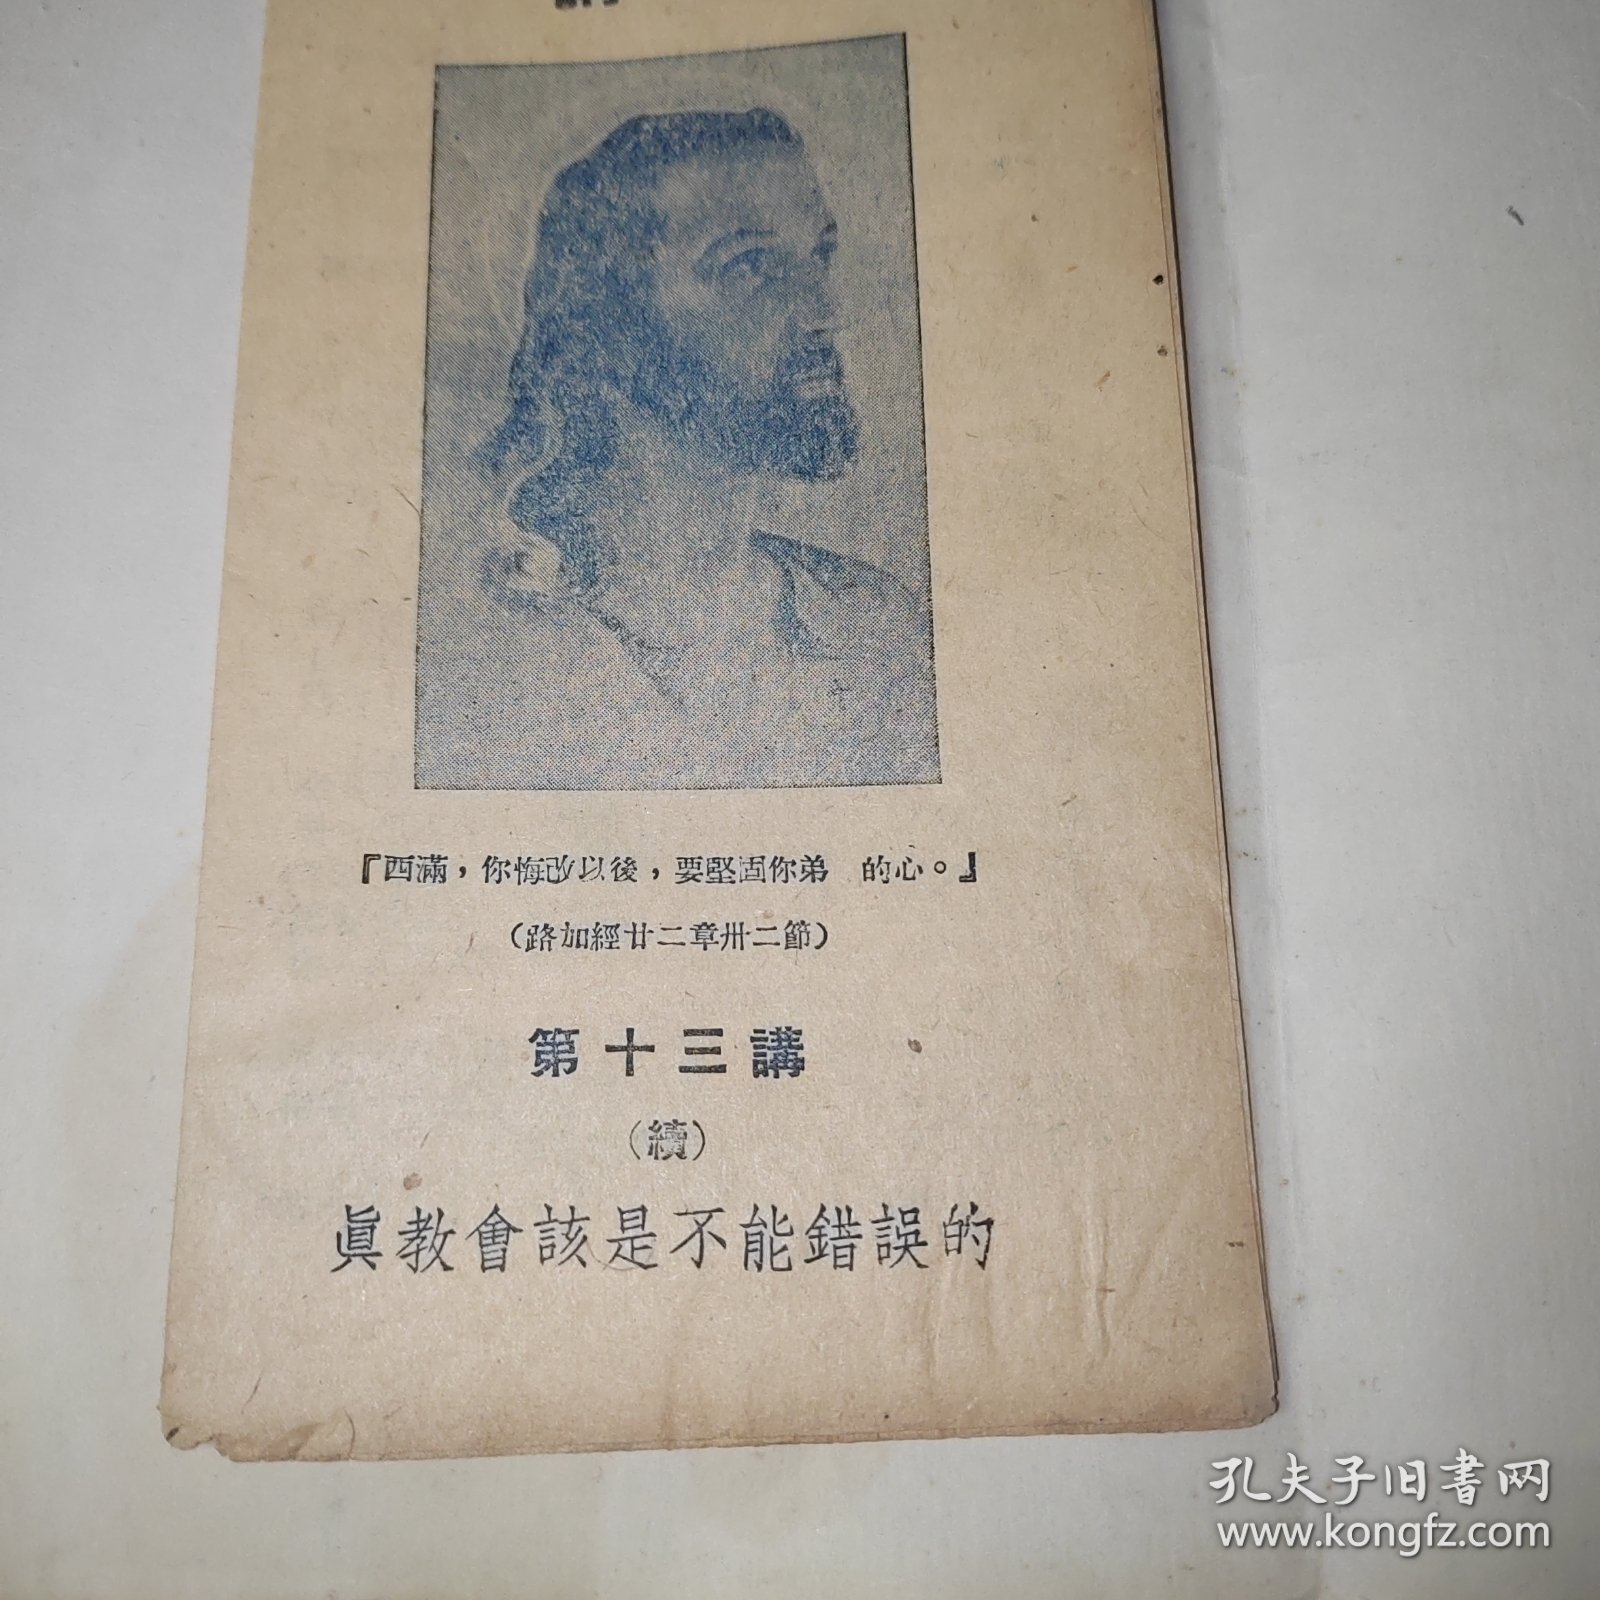 『西滿，你悔改以後，要堅固你弟 的心。』
（路加經廿二章卅二節）
第十三講
（續）
眞教會該是不能錯誤的
孔夫子旧书网
www.kongfz.com